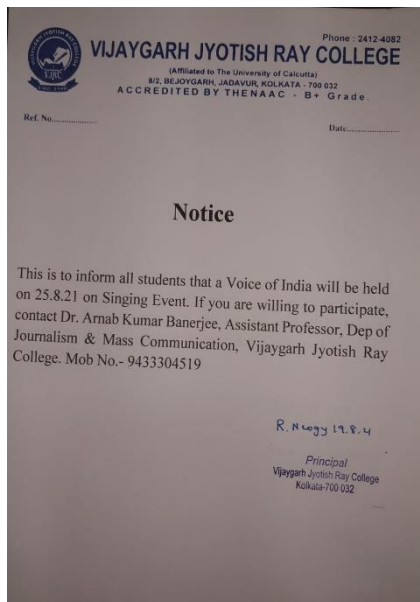 Phone : 2412-4082
VIJAYGARH JYOTISH RAY COLLEGE
(Affiliated to The University of Calcutta)
8/2, BEJOYGARH, JADAVUR, KOLKATA - 700 032
ACCREDITED BY THENAAC - B+ Grade.
Ref. No....................
Date......................
Notice
This is to inform all students that a Voice of India will be held
on 25.8.21 on Singing Event. If you are willing to participate,
contact Dr. Arnab Kumar Banerjee, Assistant Professor, Dep of
Journalism & Mass Communication, Vijaygarh Jyotish Ray
College. Mob No.- 9433304519
R. Neogy 19.8.21
Principal
Vijaygarh Jyotish Ray College
Kolkata-700 032